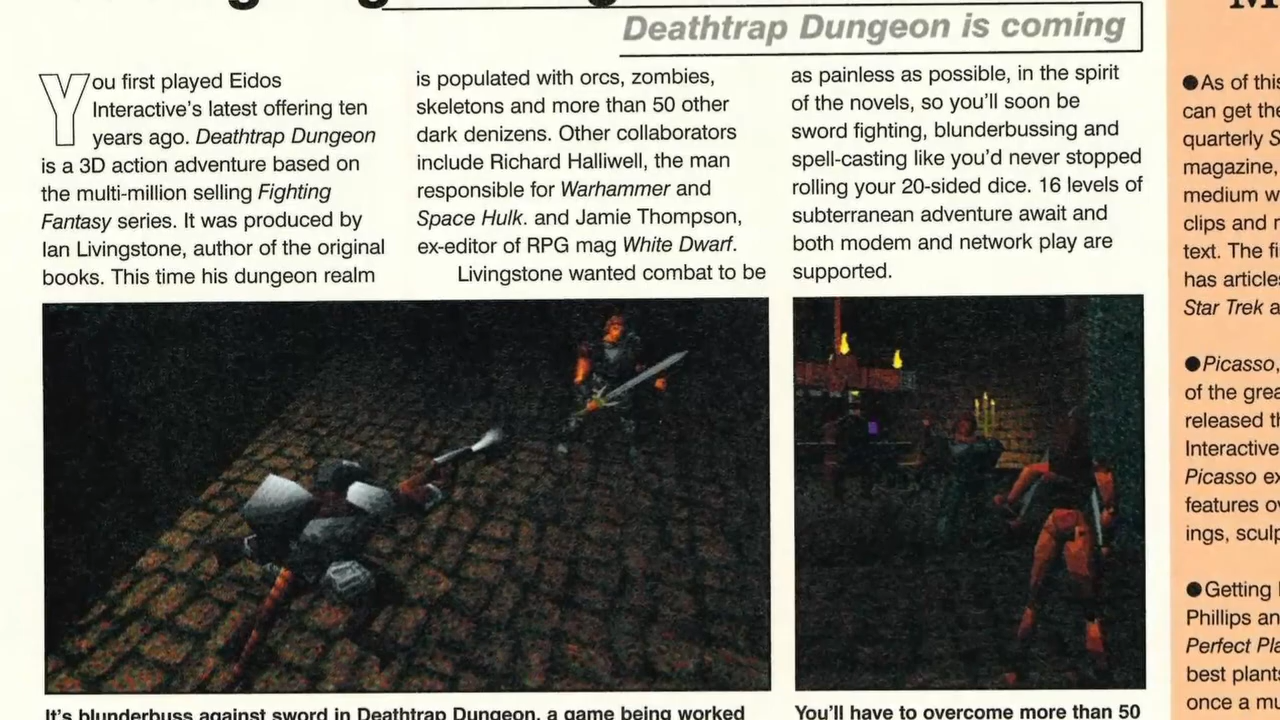 Deathtrap Dungeon is coming
You first played Eidos
Interactive's latest offering ten
years ago. Deathtrap Dungeon
is a 3D action adventure based on
the multi-million selling Fighting
Fantasy series. It was produced by
Ian Livingstone, author of the original
books. This time his dungeon realm
is populated with orcs, zombies,
skeletons and more than 50 other
dark denizens. Other collaborators
include Richard Halliwell, the man
responsible for Warhammer and
Space Hulk. and Jamie Thompson,
ex-editor of RPG mag White Dwarf.
Livingstone wanted combat to be
as painless as possible, in the spirit
of the novels, so you'll soon be
sword fighting, blunderbussing and
spell-casting like you'd never stopped
rolling your 20-sided dice. 16 levels of
subterranean adventure await and
both modem and network play are
supported.
It's blunderbuss against sword in Deathtrap Dungeon, a game being worked
You'll have to overcome more than 50
●As of this
can get the
quarterly S
magazine,
medium w
clips and
text. The fi
has articles
Star Trek a
●Picasso,
of the grea
released th
Interactive
Picasso ex
features ov
ings, sculp
●Getting
Phillips an
Perfect Pla
best plants
once a mu